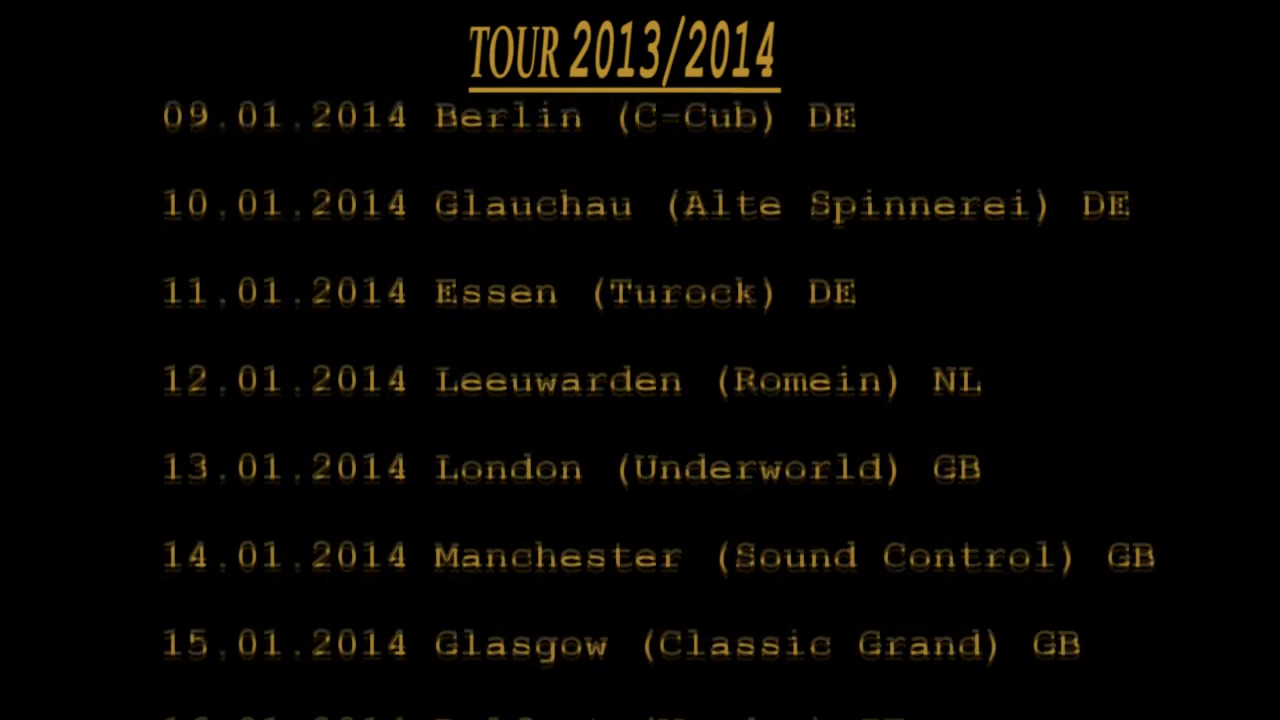 TOUR 2013/2014
09.01.2014 Berlin (C-Cub) DE
10.01.2014 Glauchau (Alte Spinnerei) DE
11.01.2014 Essen (Turock) DE
12.01.2014 Leeuwarden (Romein) NL
13.01.2014 London (Underworld) GB
14.01.2014 Manchester (Sound Control) GB
15.01.2014 Glasgow (Classic Grand) GB